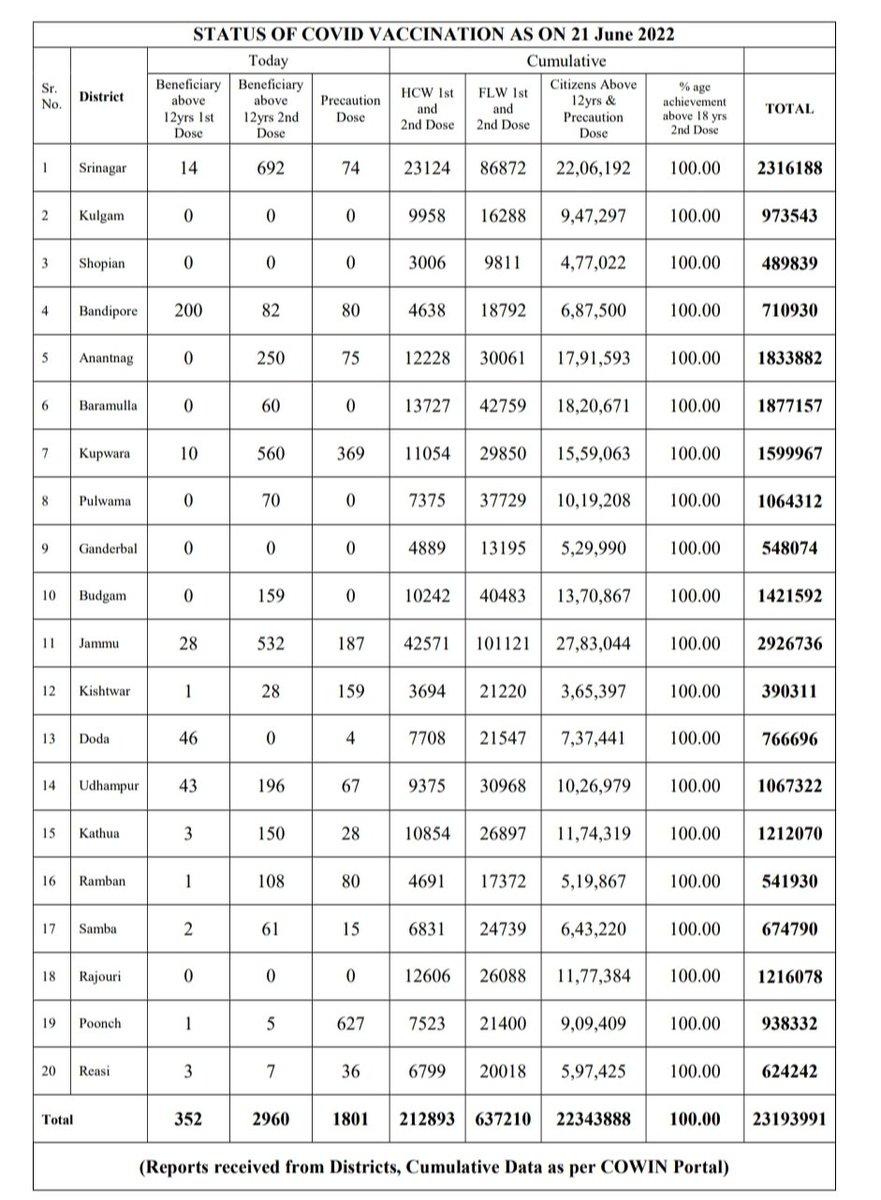 STATUS OF COVID VACCINATION AS ON 21 June 2022
Sr. No. District Today Cumulative
Beneficiary above 12yrs 1st Dose Beneficiary above 12yrs 2nd Dose Precaution Dose HCW 1st and 2nd Dose FLW 1st and 2nd Dose Citizens Above 12yrs & Precaution Dose % age achievement above 18 yrs 2nd Dose TOTAL
1 Srinagar 14 692 74 23124 86872 22,06,192 100.00 2316188
2 Kulgam 0 0 0 9958 16288 9,47,297 100.00 973543
3 Shopian 0 0 0 3006 9811 4,77,022 100.00 489839
4 Bandipore 200 82 80 4638 18792 6,87,500 100.00 710930
5 Anantnag 0 250 75 12228 30061 17,91,593 100.00 1833882
6 Baramulla 0 60 0 13727 42759 18,20,671 100.00 1877157
7 Kupwara 10 560 369 11054 29850 15,59,063 100.00 1599967
8 Pulwama 0 70 0 7375 37729 10,19,208 100.00 1064312
9 Ganderbal 0 0 0 4889 13195 5,29,990 100.00 548074
10 Budgam 0 159 0 10242 40483 13,70,867 100.00 1421592
11 Jammu 28 532 187 42571 101121 27,83,044 100.00 2926736
12 Kishtwar 1 28 159 3694 21220 3,65,397 100.00 390311
13 Doda 46 0 4 7708 21547 7,37,441 100.00 766696
14 Udhampur 43 196 67 9375 30968 10,26,979 100.00 1067322
15 Kathua 3 150 28 10854 26897 11,74,319 100.00 1212070
16 Ramban 1 108 80 4691 17372 5,19,867 100.00 541930
17 Samba 2 61 15 6831 24739 6,43,220 100.00 674790
18 Rajouri 0 0 0 12606 26088 11,77,384 100.00 1216078
19 Poonch 1 5 627 7523 21400 9,09,409 100.00 938332
20 Reasi 3 7 36 6799 20018 5,97,425 100.00 624242
Total 352 2960 1801 212893 637210 22343888 100.00 23193991
(Reports received from Districts, Cumulative Data as per COWIN Portal)